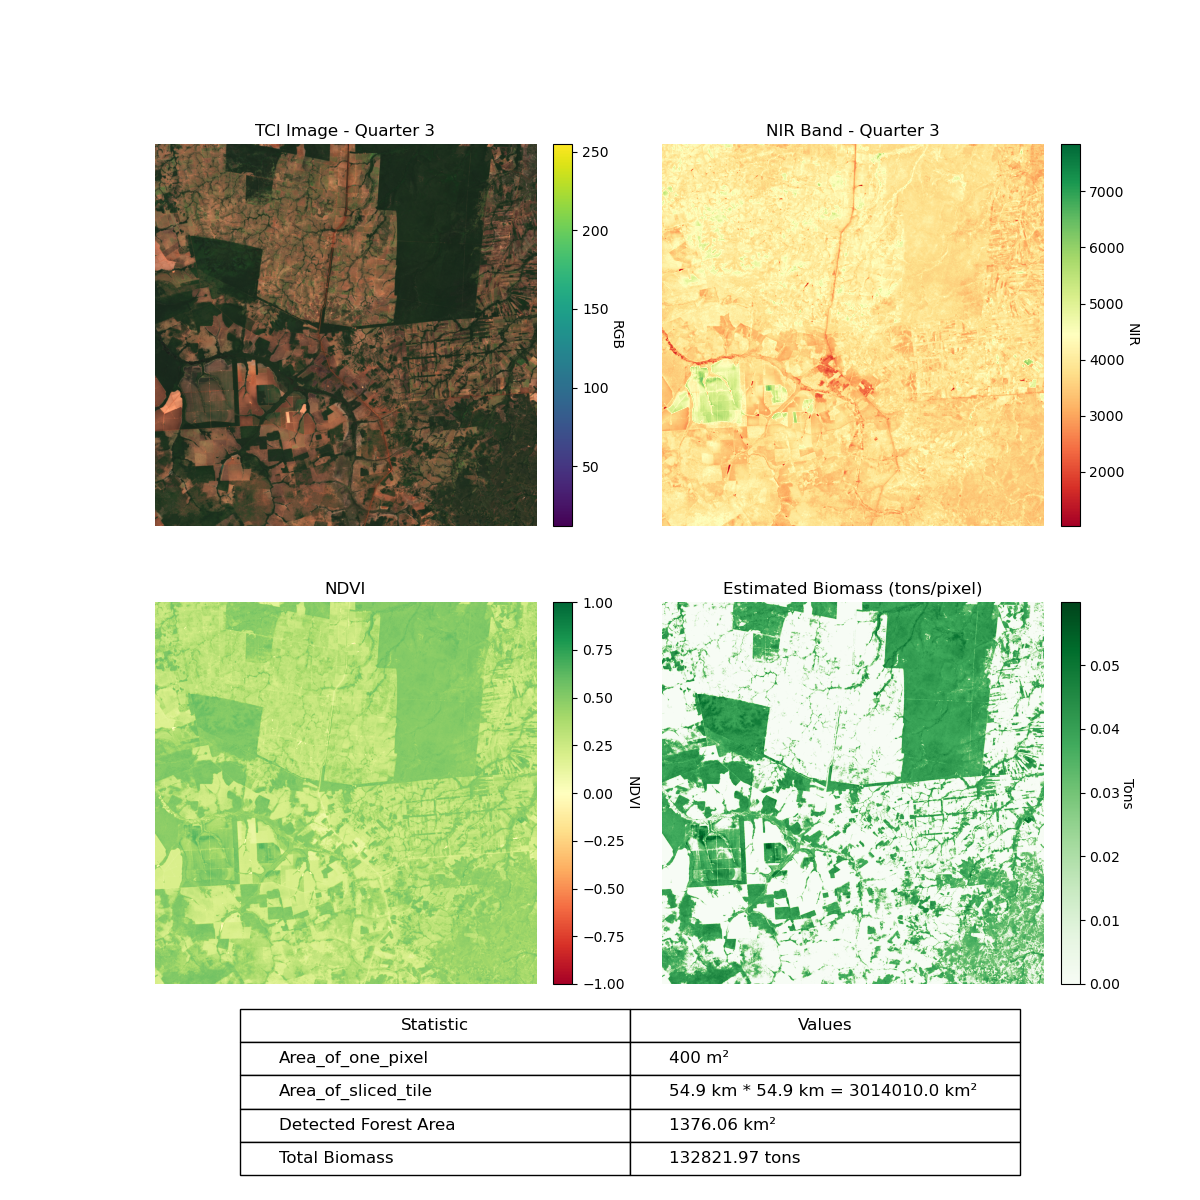 TCI Image - Quarter 3
250
200
150
100
50
RGB
NIR Band - Quarter 3
7000
6000
5000
4000
3000
2000
NIR
NDVI
1.00
0.75
0.50
0.25
0.00
−0.25
−0.50
−0.75
−1.00
NDVI
Estimated Biomass (tons/pixel)
0.05
0.04
0.03
0.02
0.01
0.00
Tons
Statistic Values
Area_of_one_pixel 400 m²
Area_of_sliced_tile 54.9 km * 54.9 km = 3014010.0 km²
Detected Forest Area 1376.06 km²
Total Biomass 132821.97 tons